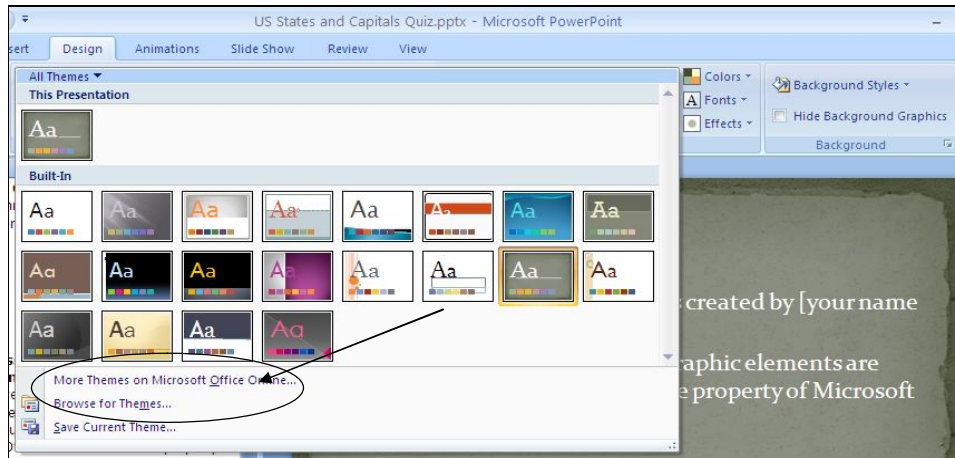 US States and Capitals Quiz.pptx - Microsoft PowerPoint
sert Design Animations Slide Show Review View
All Themes
This Presentation
Aa
Built-In
Aa Aa Aa Aa Aa Aa Aa Aa
Aa Aa Aa Aa Aa Aa Aa Aa
Aa Aa Aa Aa
More Themes on Microsoft Office Online...
Browse for Themes...
Save Current Theme...
Colors
A Fonts
Effects
Background Styles
Hide Background Graphics
Background
created by [your name
aphic elements are
e property of Microsoft